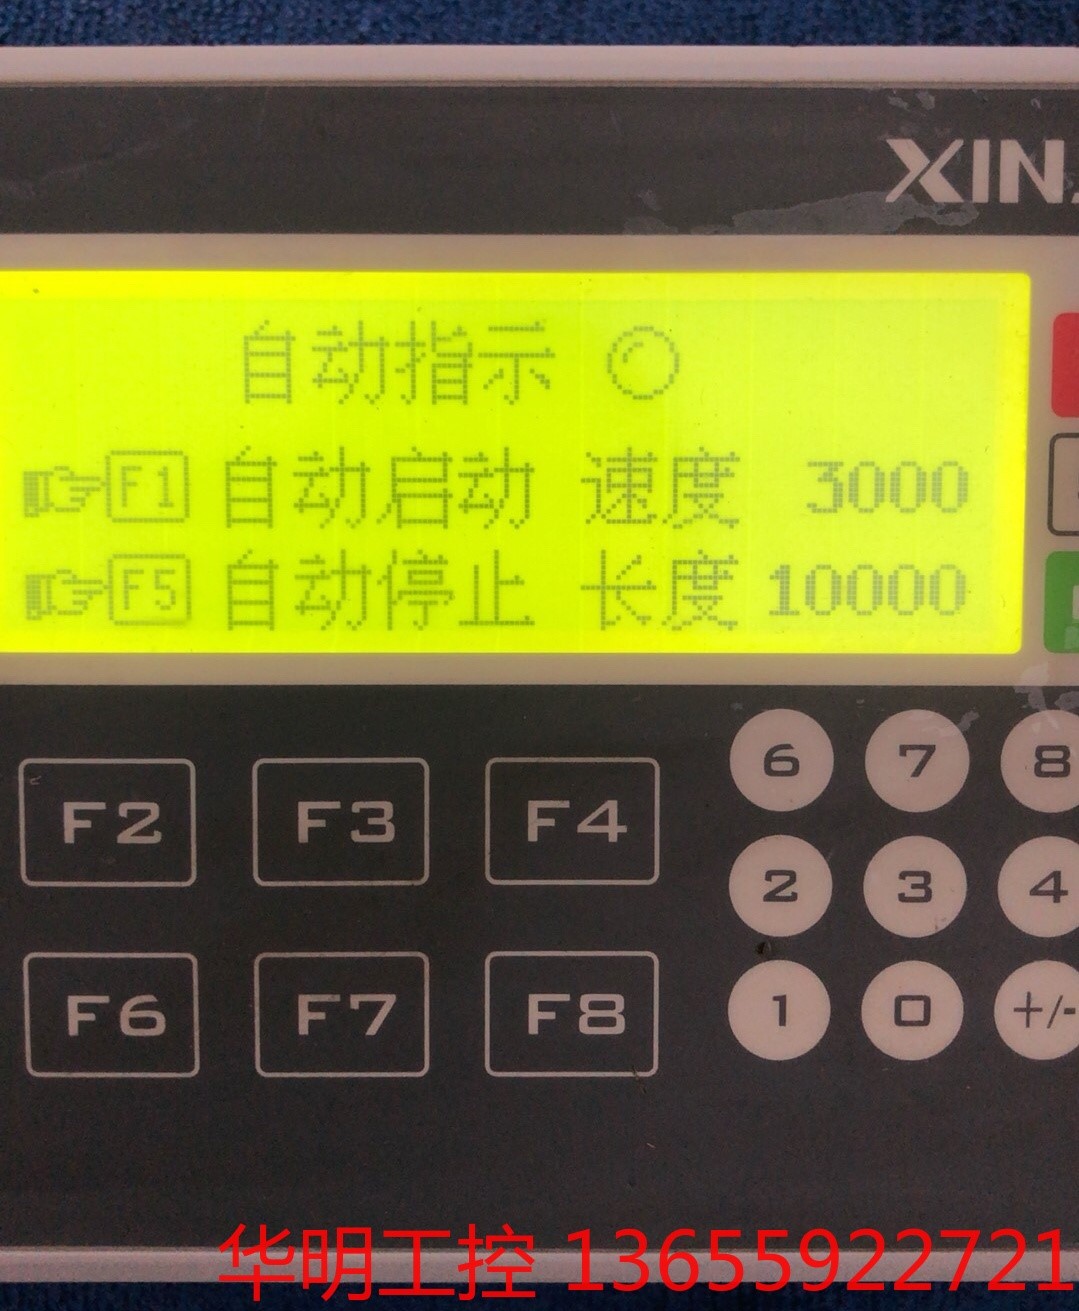 XIN
自动指示
F1 自动启动 速度 3000
F5 自动停止 长度 10000
F2 F3 F4
6 7 8
2 3 4
F6 F7 F8
1 0 +/-
华明工控 13655922721